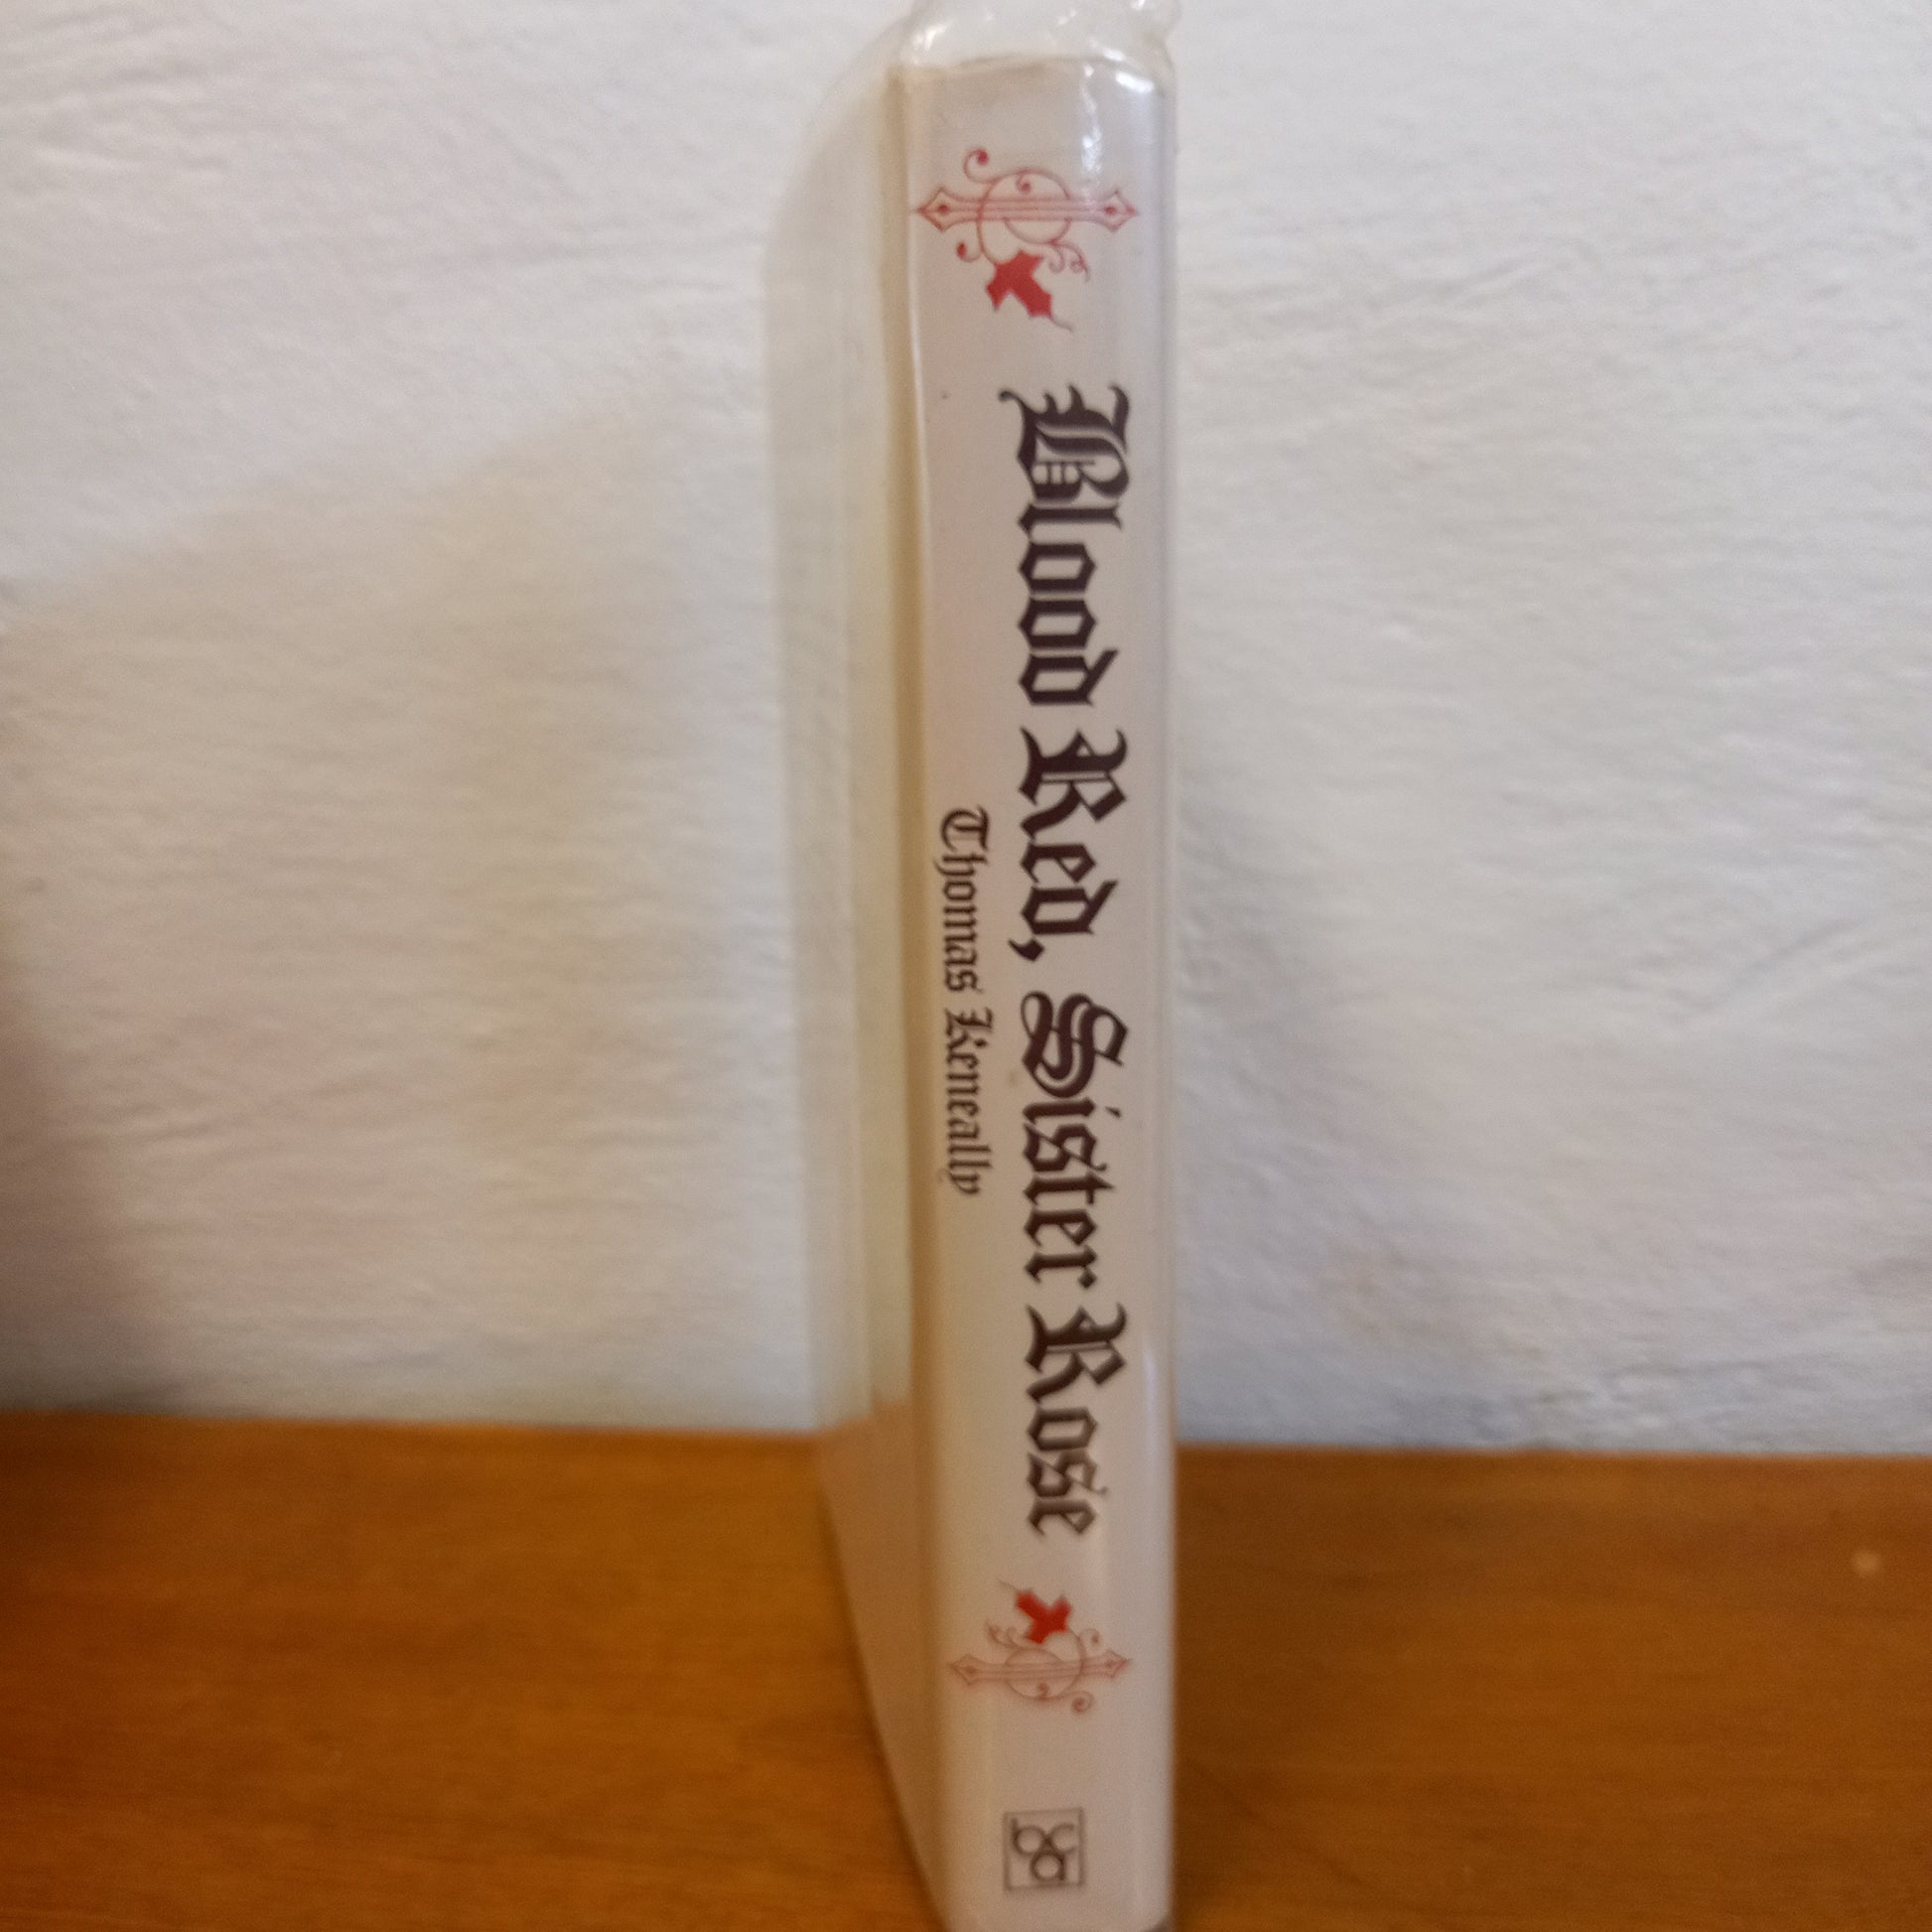 Blood Red, Sister Rose
Thomas Keneally
bca